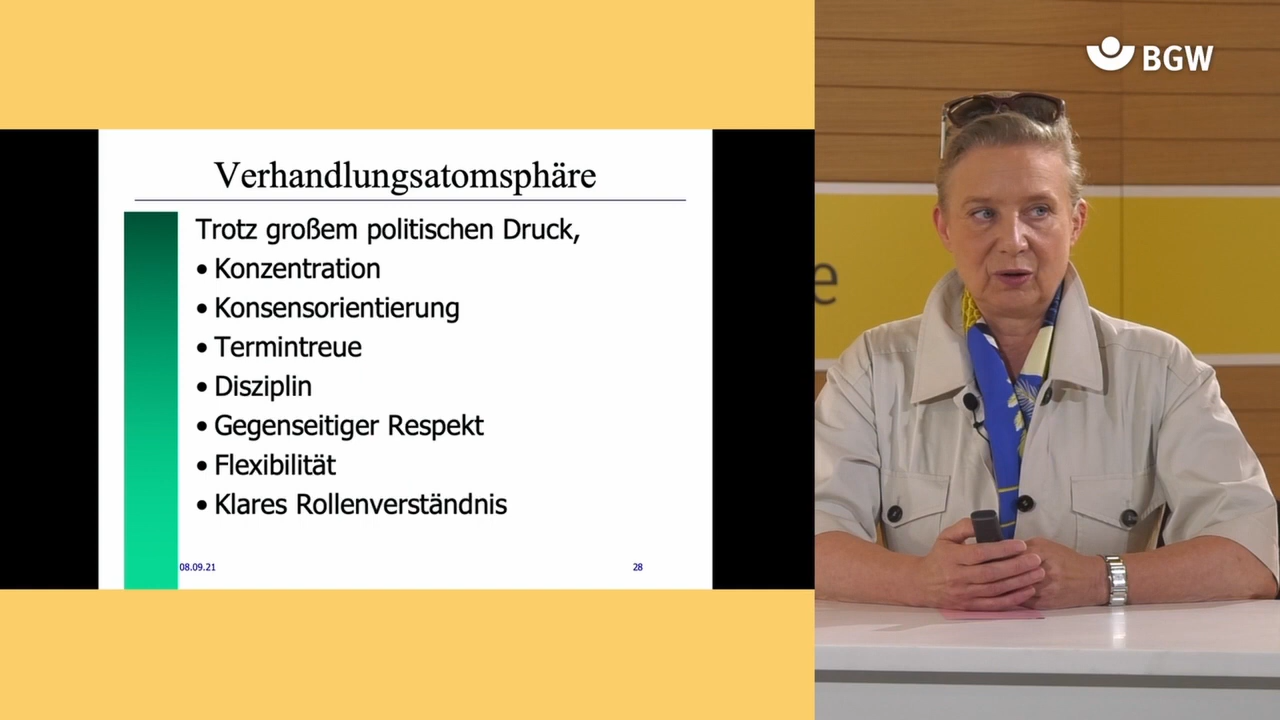 Verhandlungsatomsphäre
Trotz großem politischen Druck,
• Konzentration
• Konsensorientierung
• Termintreue
• Disziplin
• Gegenseitiger Respekt
• Flexibilität
• Klares Rollenverständnis
08.09.21
28
BGW
e